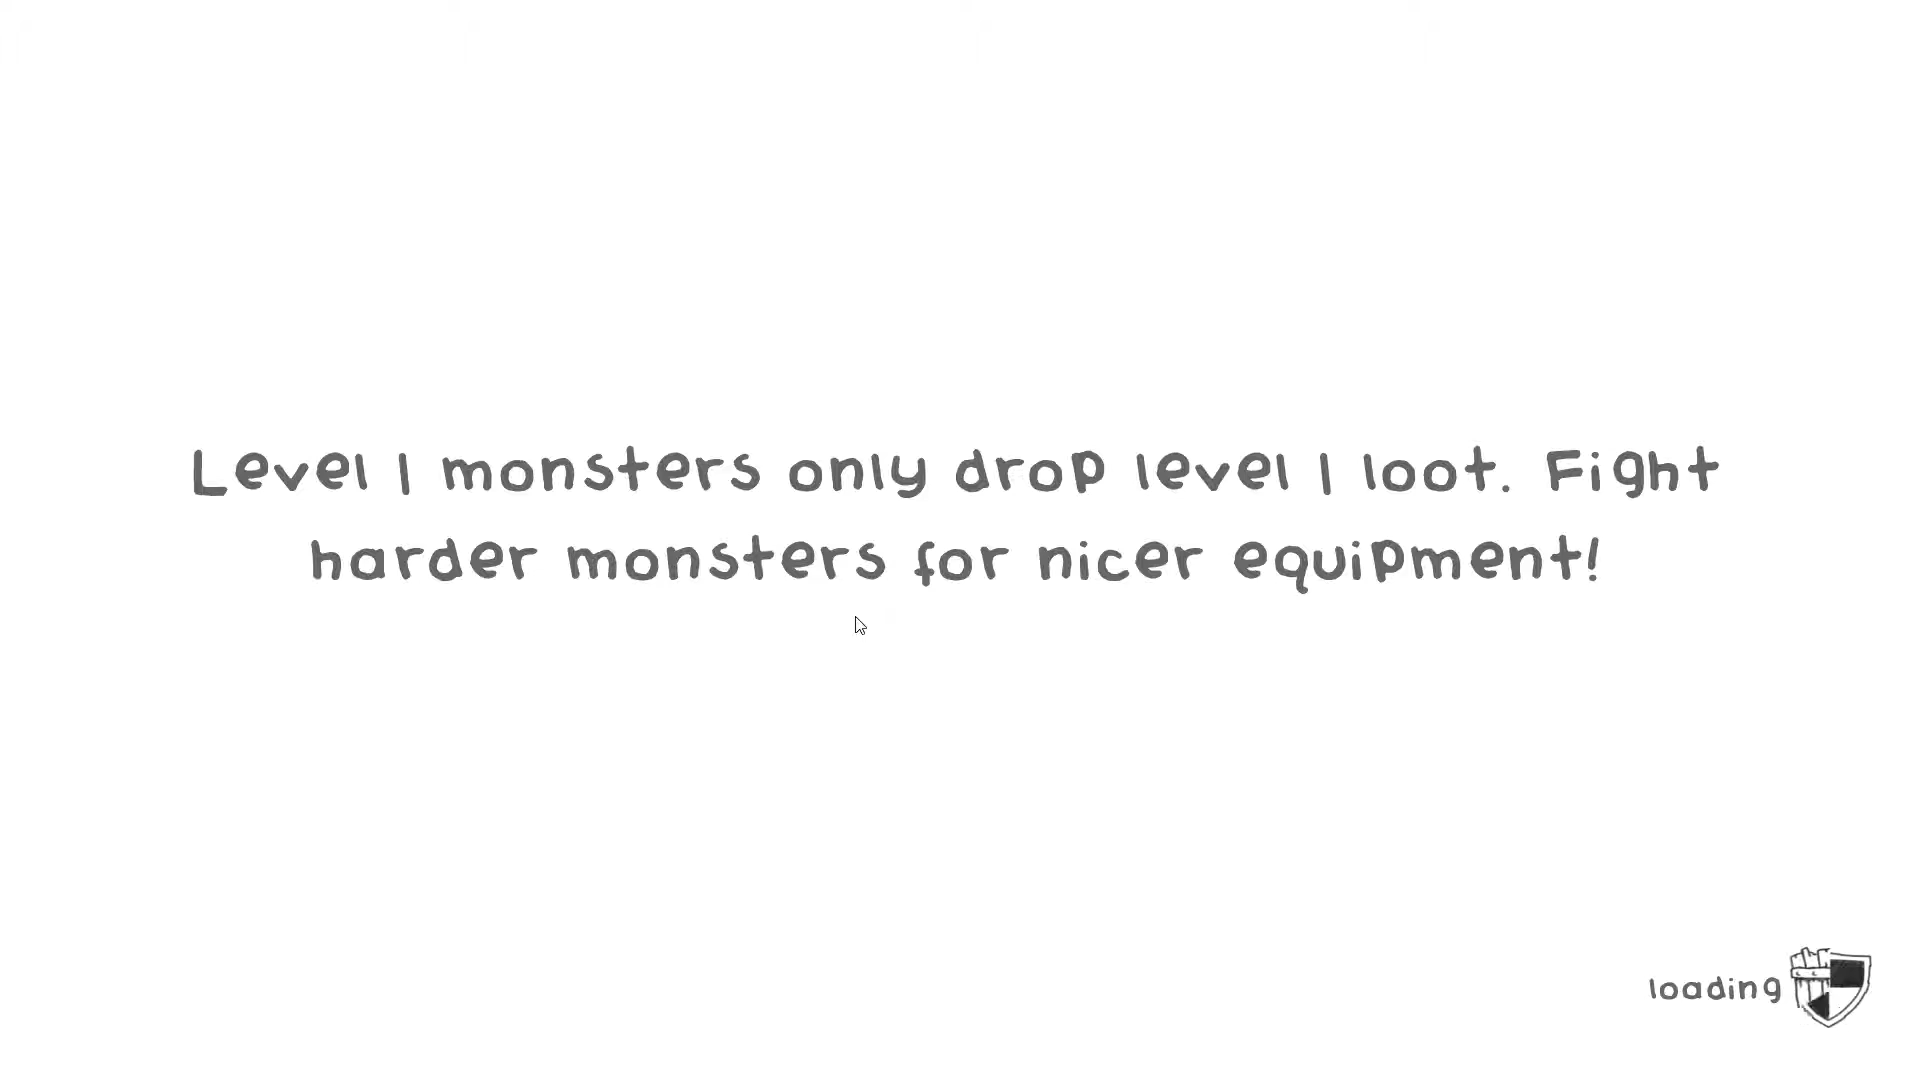 Level 1 monsters only drop level 1 loot. Fight
harder monsters for nicer equipment!
loading